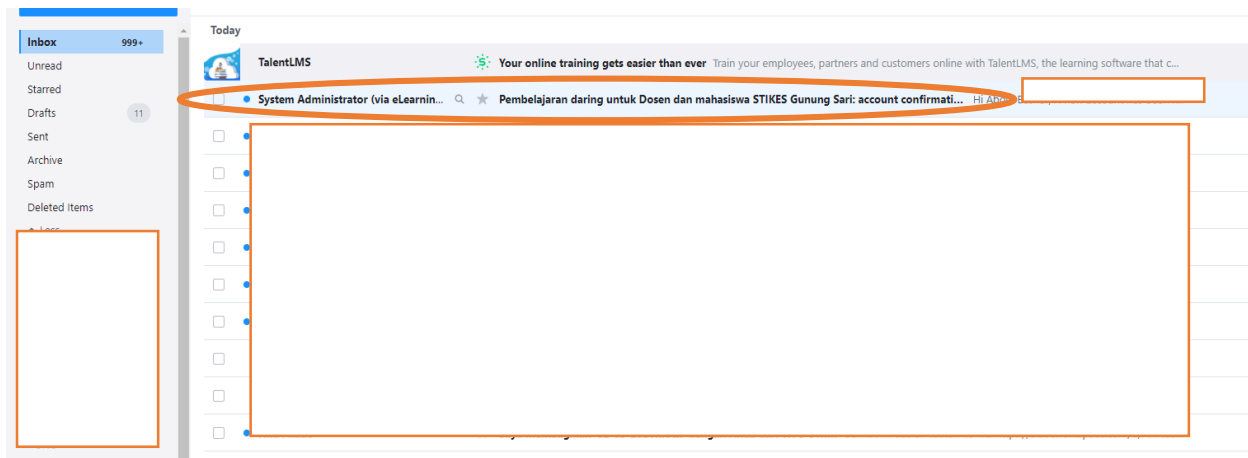 Today
Inbox 999+
TalentLMS Your online training gets easier than ever Train your employees, partners and customers online with TalentLMS, the learning software that c...
Unread
Starred
System Administrator (via eLearnin... Pembelajaran daring untuk Dosen dan mahasiswa STIKES Gunung Sari: account confirmati... Hi
Drafts 11
Sent
Archive
Spam
Deleted Items